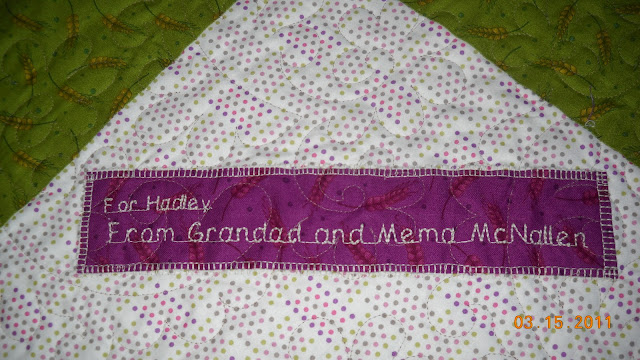 For Hadley
From Grandad and Mema McNallen
03.15.2011